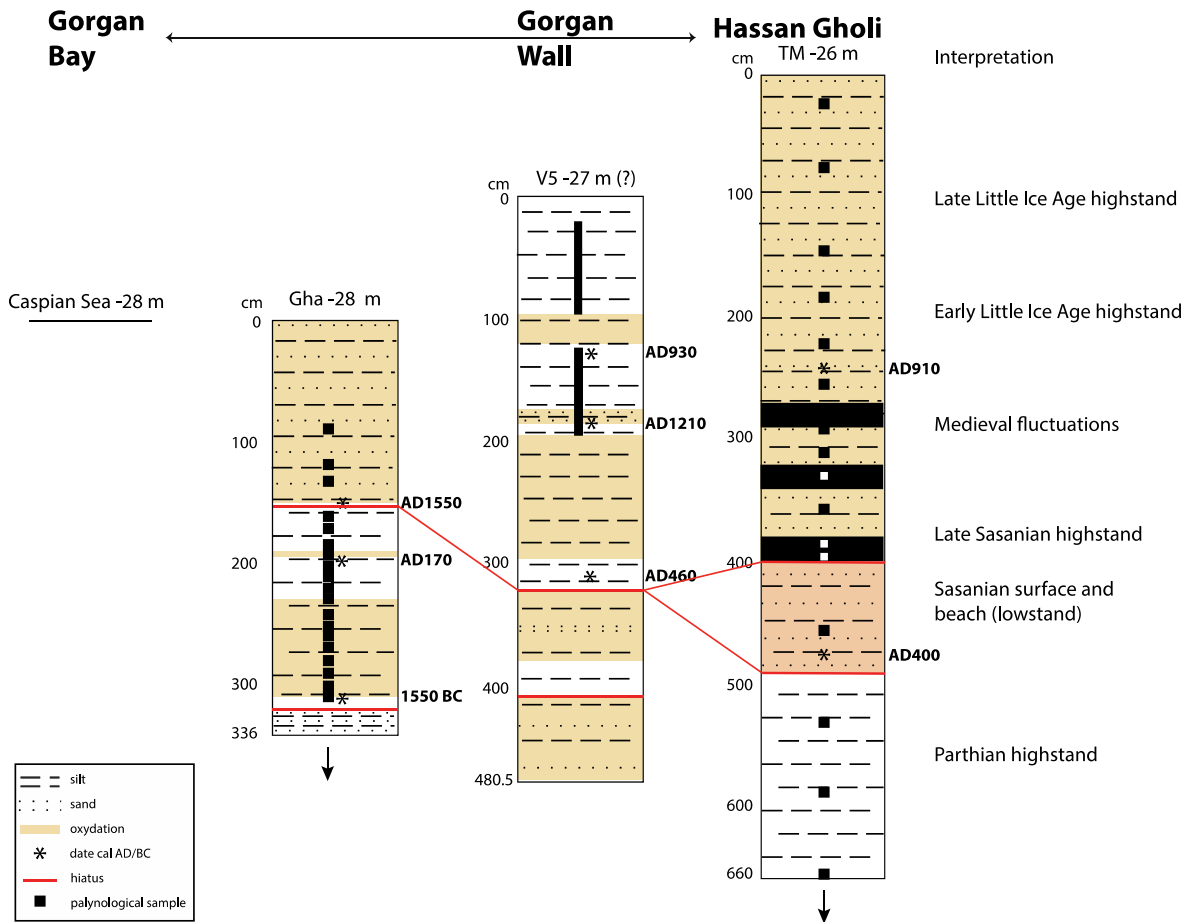 Gorgan
Bay
Gorgan
Wall
Hassan Gholi
TM -26 m
Interpretation
Caspian Sea -28 m
cm
Gha -28 m
0
100
200
300
336
AD1550
AD170
1550 BC
cm
V5 -27 m (?)
0
100
200
300
400
480.5
AD930
AD1210
AD460
cm
0
100
200
300
400
500
600
660
AD910
AD400
Late Little Ice Age highstand
Early Little Ice Age highstand
Medieval fluctuations
Late Sasanian highstand
Sasanian surface and
beach (lowstand)
Parthian highstand
silt
sand
oxydation
date cal AD/BC
hiatus
palynological sample